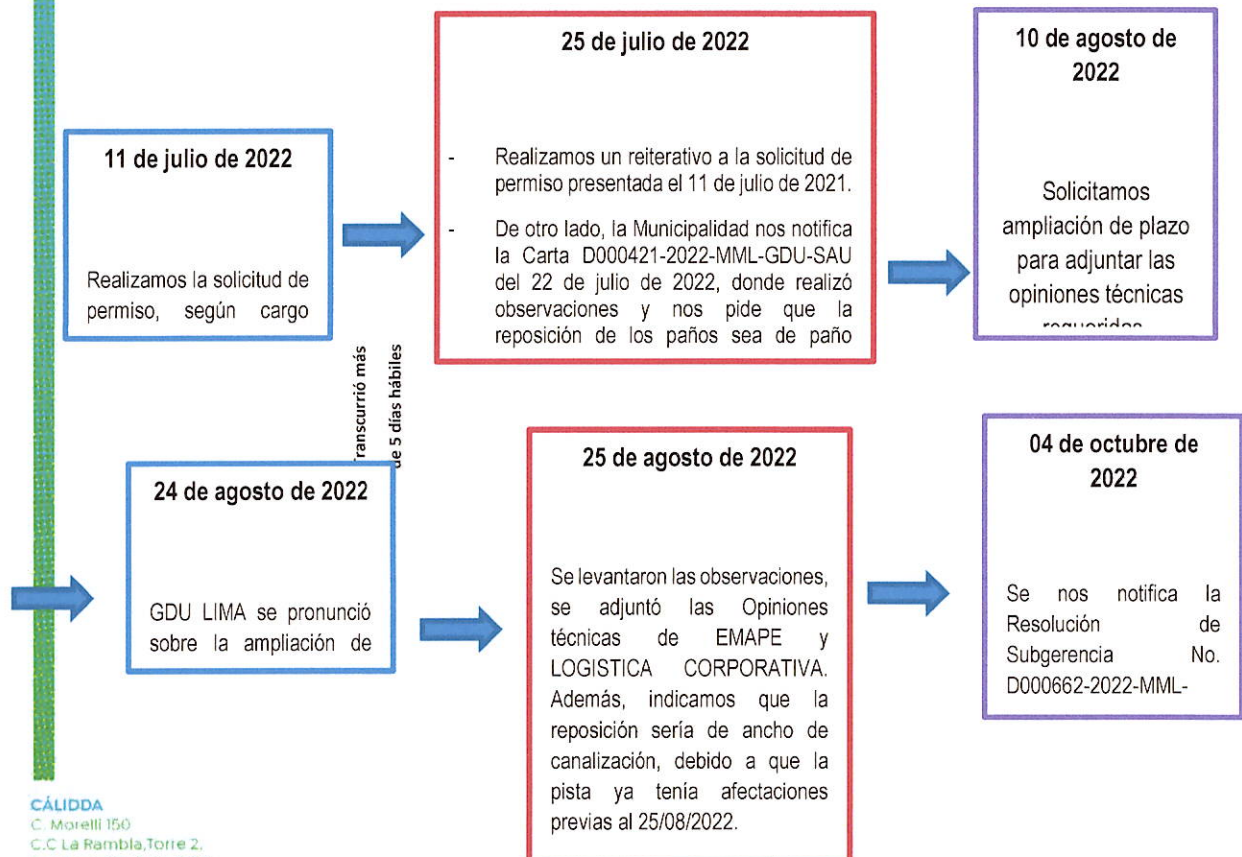 11 de julio de 2022
Realizamos la solicitud de
permiso, según cargo
25 de julio de 2022
- Realizamos un reiterativo a la solicitud de
permiso presentada el 11 de julio de 2021.
- De otro lado, la Municipalidad nos notifica
la Carta D000421-2022-MML-GDU-SAU
del 22 de julio de 2022, donde realizó
observaciones y nos pide que la
reposición de los paños sea de paño
10 de agosto de
2022
Solicitamos
ampliación de plazo
para adjuntar las
opiniones técnicas
requeridas
ranscurrió más
de 5 días hábiles
24 de agosto de 2022
GDU LIMA se pronunció
sobre la ampliación de
25 de agosto de 2022
Se levantaron las observaciones,
se adjuntó las Opiniones
técnicas de EMAPE y
LOGISTICA CORPORATIVA.
Además, indicamos que la
reposición sería de ancho de
canalización, debido a que la
pista ya tenía afectaciones
previas al 25/08/2022.
04 de octubre de
2022
Se nos notifica la
Resolución de
Subgerencia No.
D000662-2022-MML-
CÁLIDDA
C. Morelli 150
C.C La Rambla,Torre 2.